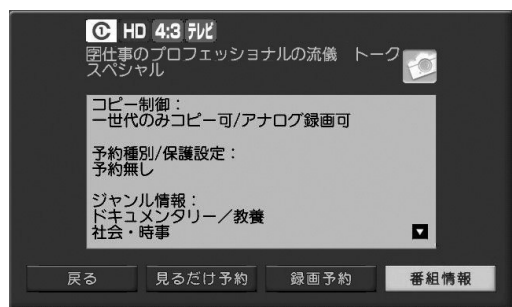 HD 4:3 テレビ
字仕事のプロフェッショナルの流儀 トーク
スペシャル
コピー制御：
一世代のみコピー可/アナログ録画可
予約種別/保護設定：
予約無し
ジャンル情報：
ドキュメンタリー／教養
社会・時事
戻る 見るだけ予約 録画予約 番組情報